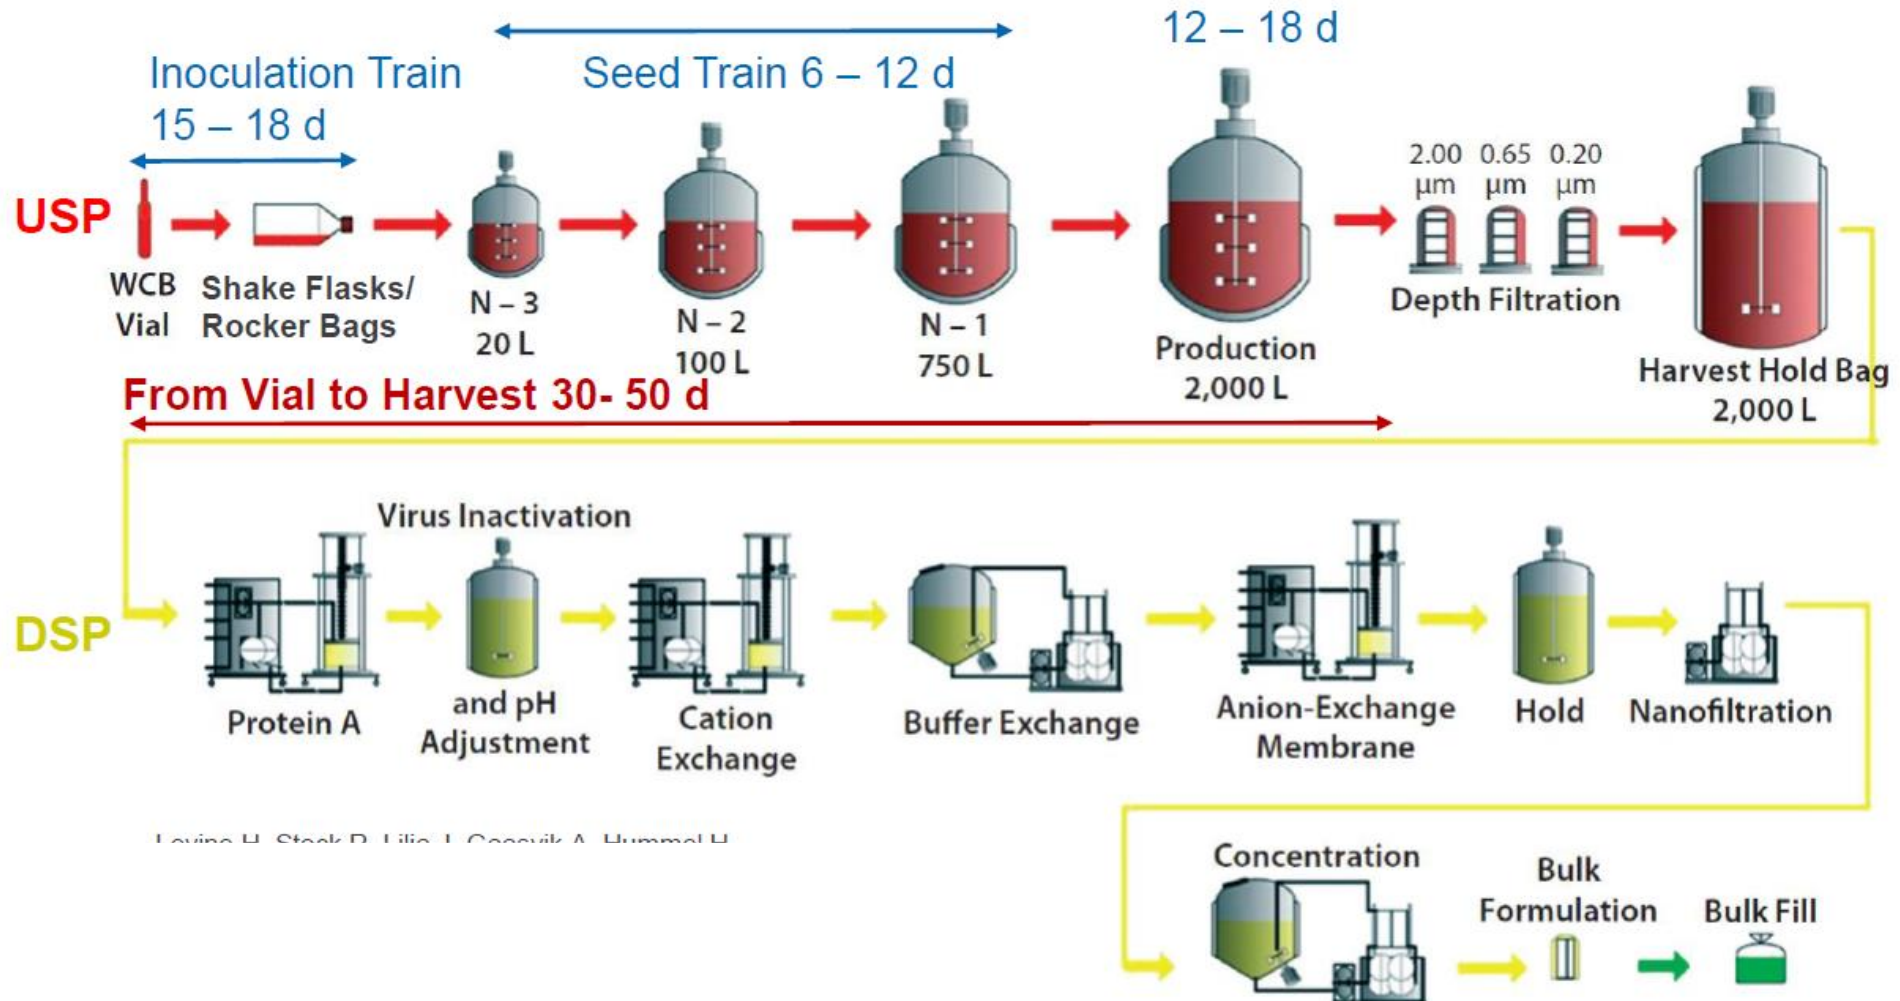 12 – 18 d
Inoculation Train
15 – 18 d
Seed Train 6 – 12 d
2.00 0.65 0.20
µm µm µm
USP
WCB
Vial
Shake Flasks/
Rocker Bags
N – 3
20 L
N – 2
100 L
N – 1
750 L
Production
2,000 L
Depth Filtration
Harvest Hold Bag
2,000 L
From Vial to Harvest 30- 50 d
DSP
Protein A
Virus Inactivation
and pH
Adjustment
Cation
Exchange
Buffer Exchange
Anion-Exchange
Membrane
Hold
Nanofiltration
Concentration
Bulk
Formulation
Bulk Fill